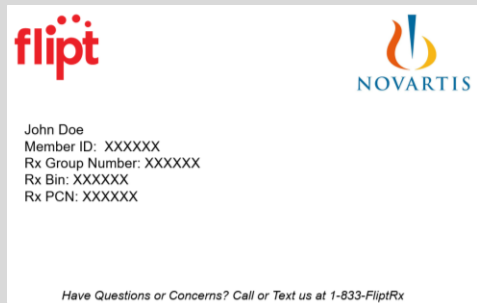 flipt
NOVARTIS
John Doe
Member ID: XXXXXX
Rx Group Number: XXXXXX
Rx Bin: XXXXXX
Rx PCN: XXXXXX
Have Questions or Concerns? Call or Text us at 1-833-FliptRx